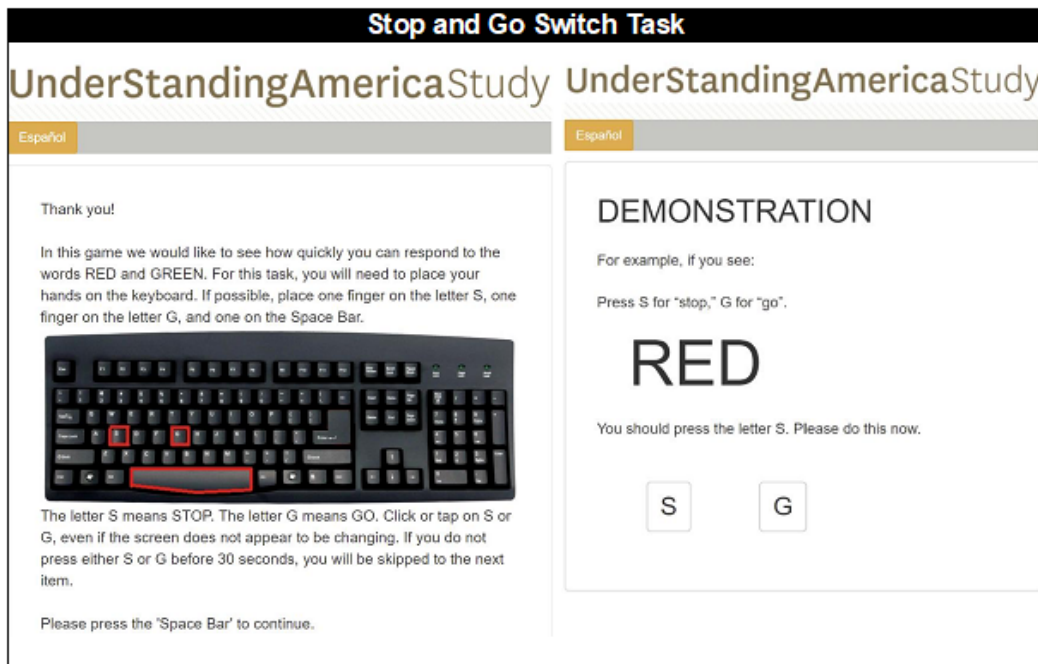 Stop and Go Switch Task
UnderStandingAmericaStudy
Español
Thank you!
In this game we would like to see how quickly you can respond to the
words RED and GREEN. For this task, you will need to place your
hands on the keyboard. If possible, place one finger on the letter S, one
finger on the letter G, and one on the Space Bar.
The letter S means STOP. The letter G means GO. Click or tap on S or
G, even if the screen does not appear to be changing. If you do not
press either S or G before 30 seconds, you will be skipped to the next
item.
Please press the 'Space Bar' to continue.
UnderStandingAmericaStudy
Español
DEMONSTRATION
For example, if you see:
Press S for “stop,” G for “go”.
RED
You should press the letter S. Please do this now.
S G